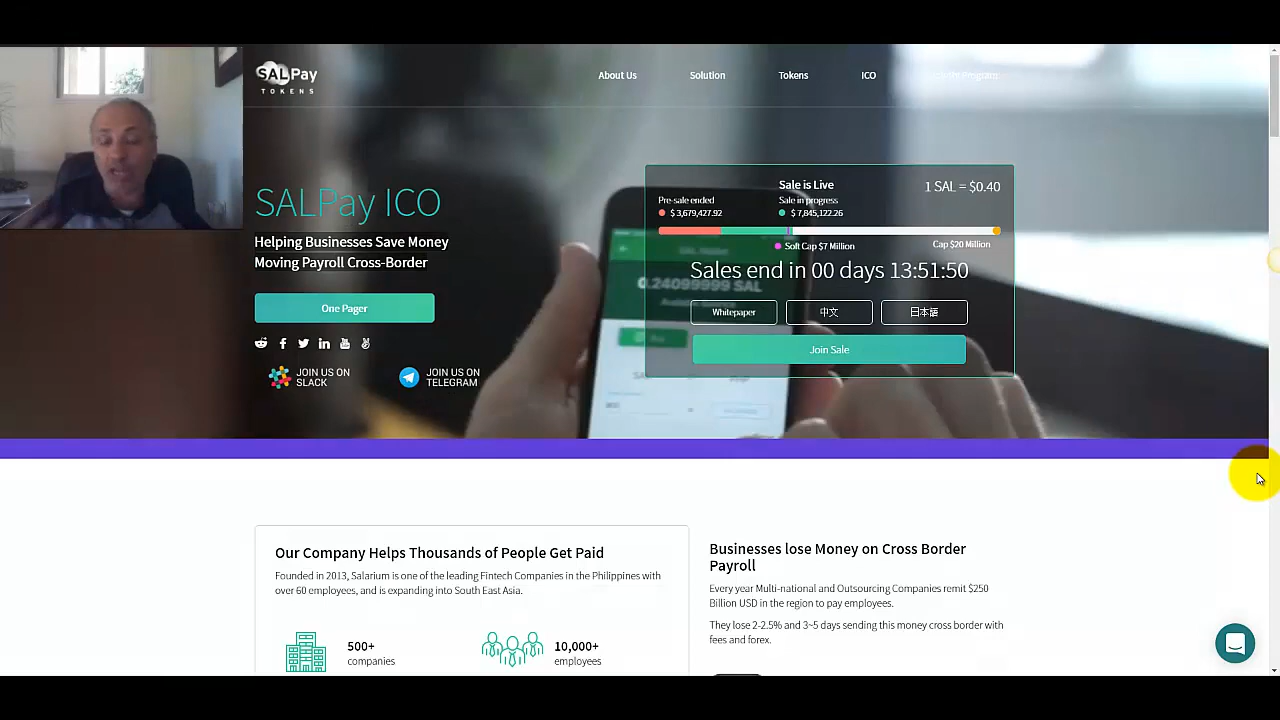 SALPay
TOKENS
About Us
Solution
Tokens
ICO
SALPay ICO
Helping Businesses Save Money
Moving Payroll Cross-Border
One Pager
JOIN US ON
SLACK
JOIN US ON
TELEGRAM
Sale is Live
1 SAL = $0.40
Pre-sale ended
$ 3,679,427.92
Sale in progress
$ 7,845,122.26
Soft Cap $7 Million
Cap $20 Million
Sales end in 00 days 13:51:50
Whitepaper
中文
日本語
Join Sale
0.24099999 SAL
Our Company Helps Thousands of People Get Paid
Founded in 2013, Salarium is one of the leading Fintech Companies in the Philippines with
over 60 employees, and is expanding into South East Asia.
500+
companies
10,000+
employees
Businesses lose Money on Cross Border
Payroll
Every year Multi-national and Outsourcing Companies remit $250
Billion USD in the region to pay employees.
They lose 2-2.5% and 3~5 days sending this money cross border with
fees and forex.